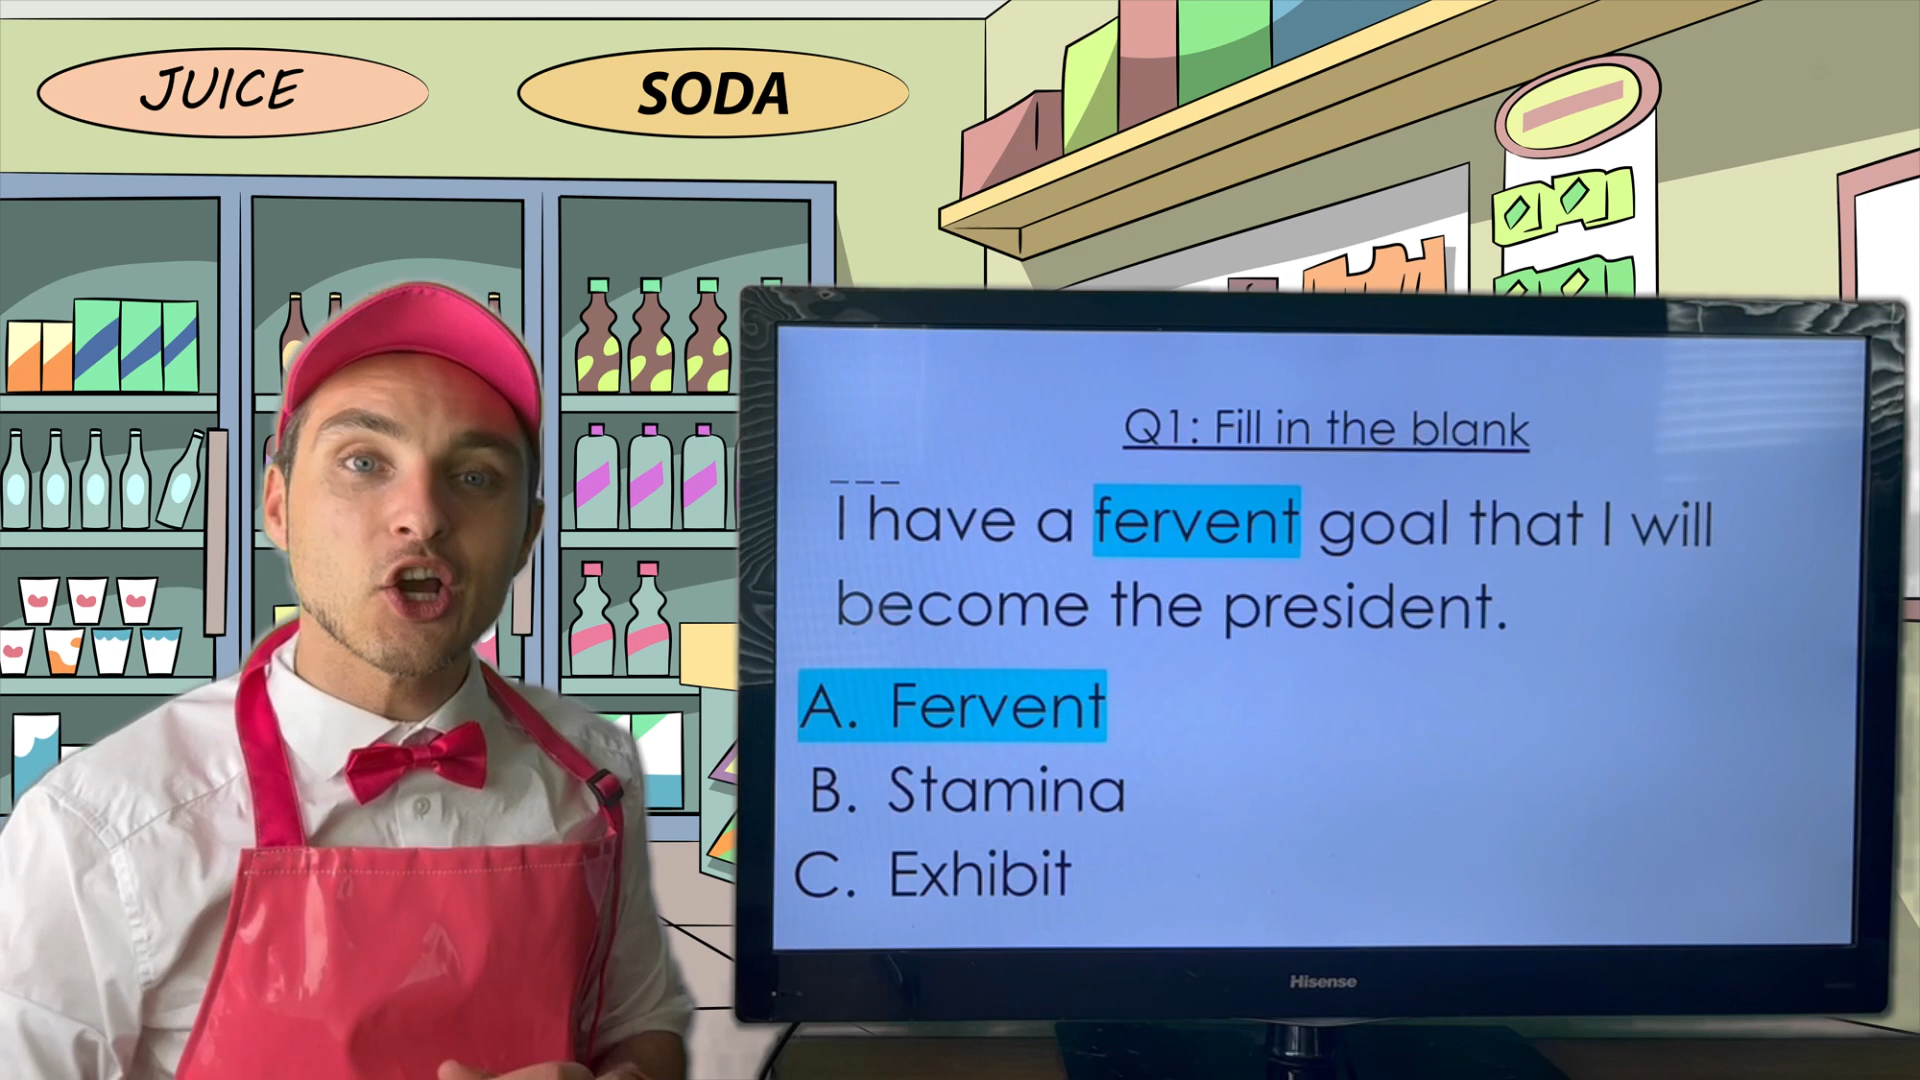 JUICE
SODA
Q1: Fill in the blank
_ _ _
I have a fervent goal that I will
become the president.
A. Fervent
B. Stamina
C. Exhibit
Hisense